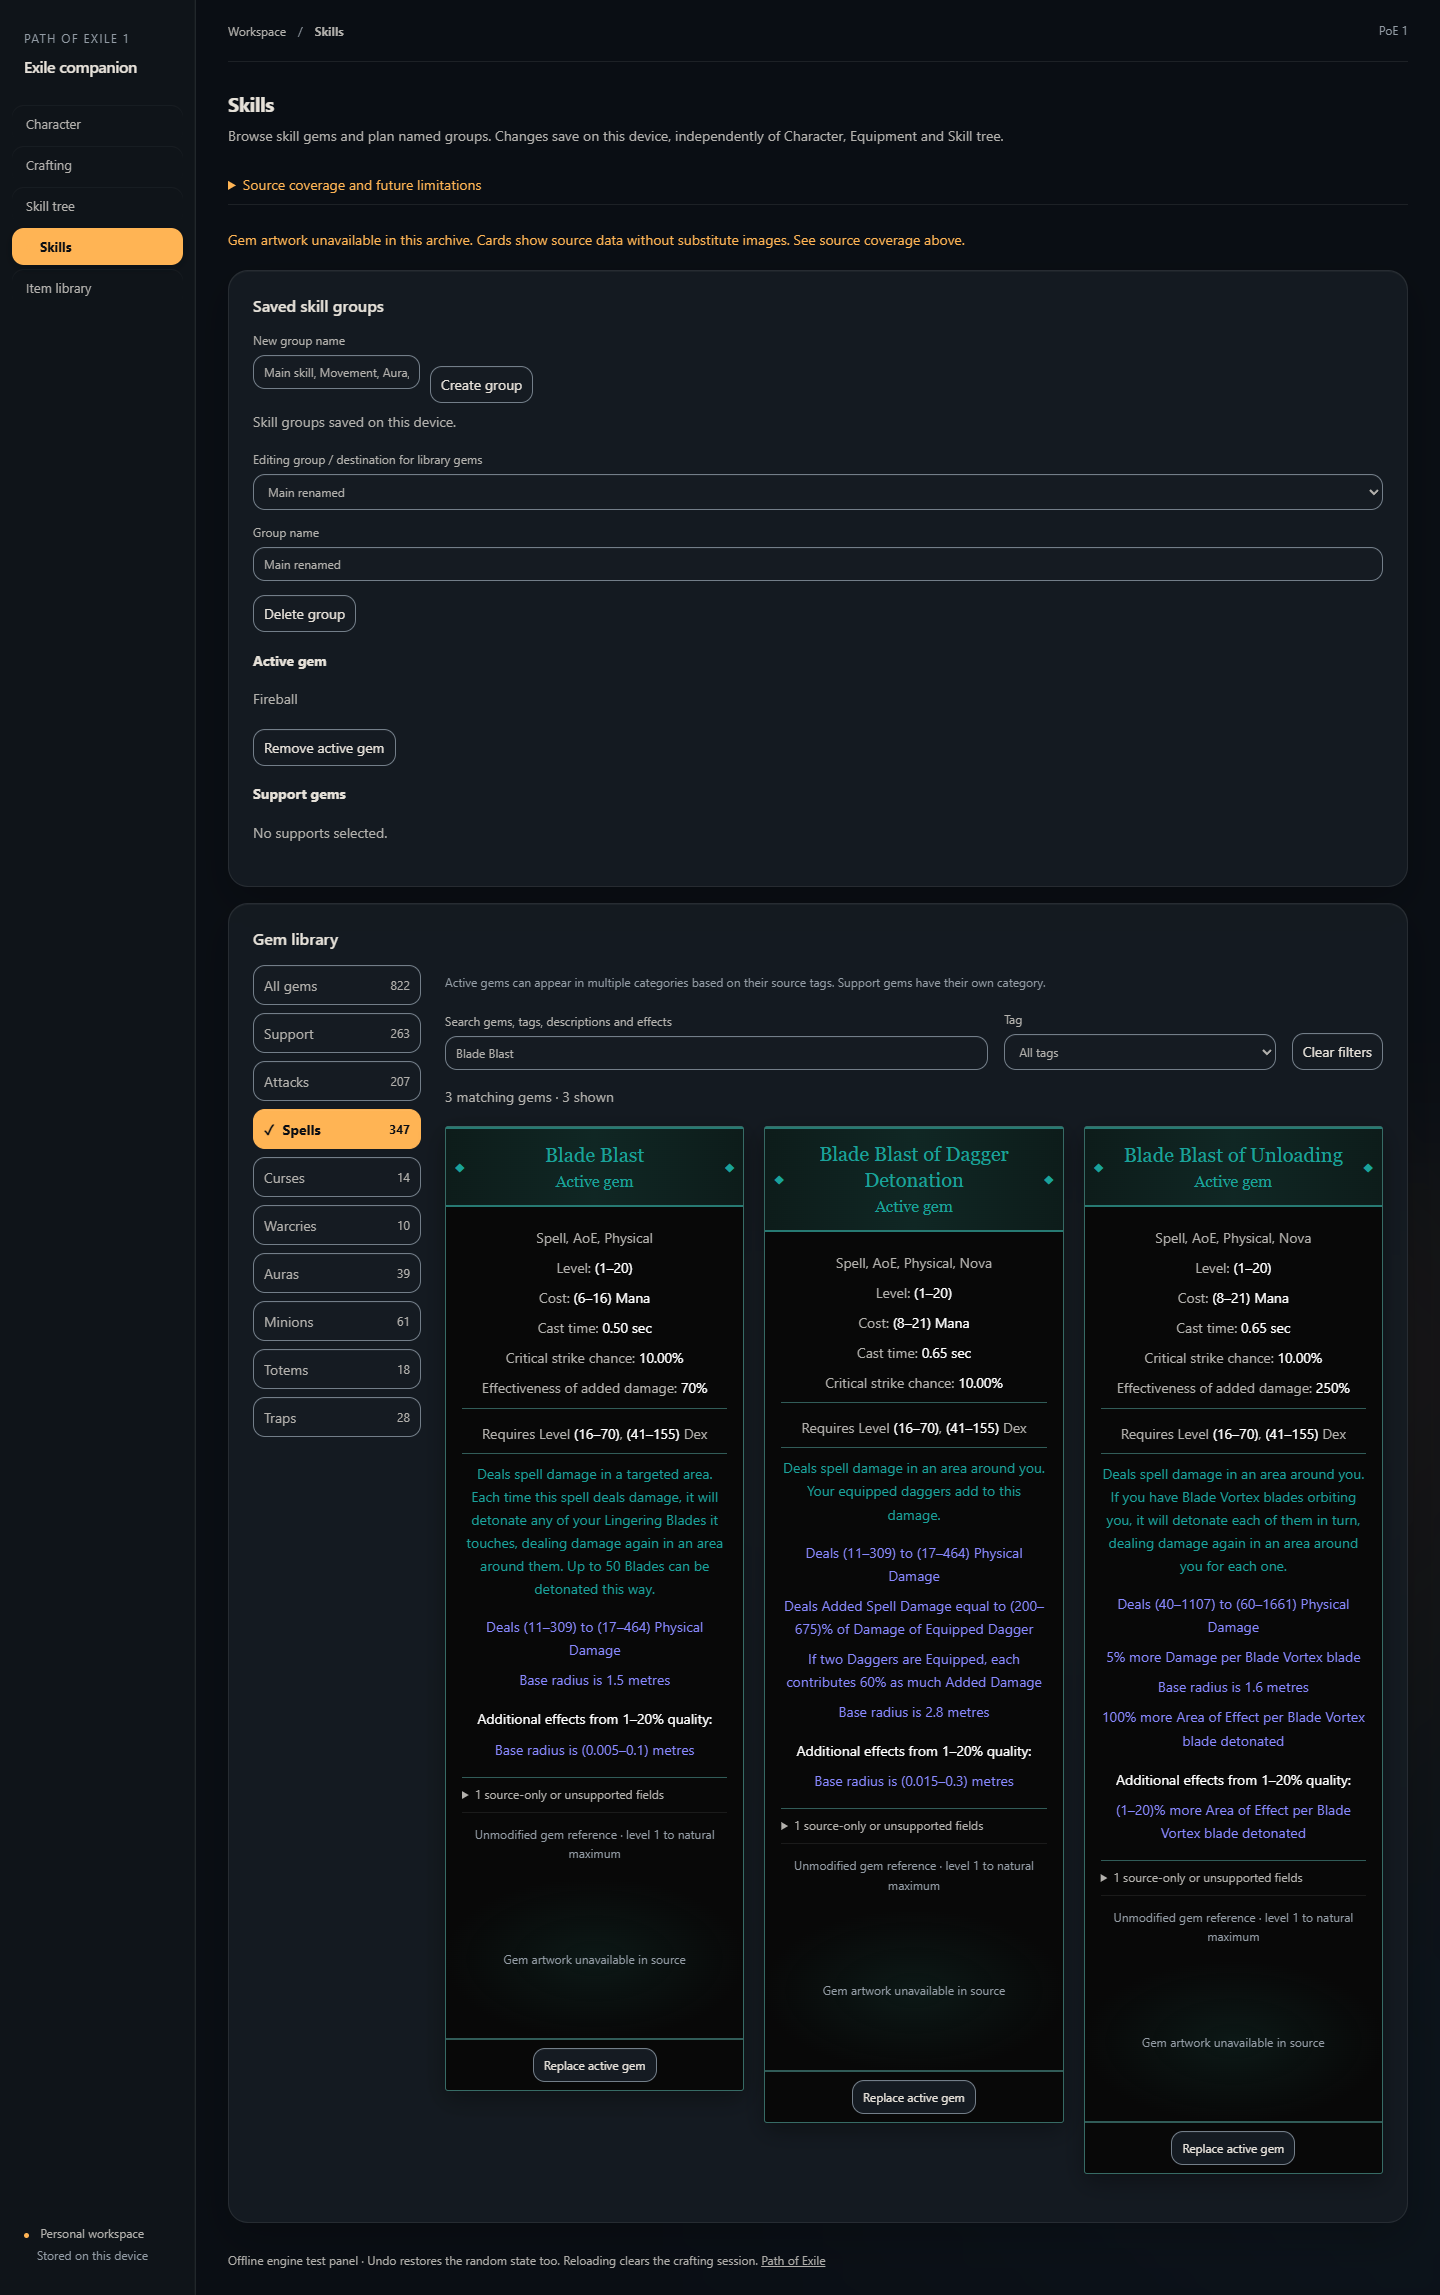 PATH OF EXILE 1
Exile companion
Character
Crafting
Skill tree
Skills
Item library
Personal workspace
Stored on this device
Workspace / Skills
PoE 1
Skills
Browse skill gems and plan named groups. Changes save on this device, independently of Character, Equipment and Skill tree.
Source coverage and future limitations
Gem artwork unavailable in this archive. Cards show source data without substitute images. See source coverage above.
Saved skill groups
New group name
Main skill, Movement, Aura,
Create group
Skill groups saved on this device.
Editing group / destination for library gems
Main renamed
Group name
Main renamed
Delete group
Active gem
Fireball
Remove active gem
Support gems
No supports selected.
Gem library
All gems 822
Support 263
Attacks 207
✓ Spells 347
Curses 14
Warcries 10
Auras 39
Minions 61
Totems 18
Traps 28
Active gems can appear in multiple categories based on their source tags. Support gems have their own category.
Search gems, tags, descriptions and effects
Blade Blast
Tag
All tags
Clear filters
3 matching gems · 3 shown
Blade Blast
Active gem
Spell, AoE, Physical
Level: (1–20)
Cost: (6–16) Mana
Cast time: 0.50 sec
Critical strike chance: 10.00%
Effectiveness of added damage: 70%
Requires Level (16–70), (41–155) Dex
Deals spell damage in a targeted area.
Each time this spell deals damage, it will
detonate any of your Lingering Blades it
touches, dealing damage again in an area
around them. Up to 50 Blades can be
detonated this way.
Deals (11–309) to (17–464) Physical
Damage
Base radius is 1.5 metres
Additional effects from 1–20% quality:
Base radius is (0.005–0.1) metres
1 source-only or unsupported fields
Unmodified gem reference · level 1 to natural
maximum
Gem artwork unavailable in source
Replace active gem
Blade Blast of Dagger
Detonation
Active gem
Spell, AoE, Physical, Nova
Level: (1–20)
Cost: (8–21) Mana
Cast time: 0.65 sec
Critical strike chance: 10.00%
Requires Level (16–70), (41–155) Dex
Deals spell damage in an area around you.
Your equipped daggers add to this
damage.
Deals (11–309) to (17–464) Physical
Damage
Deals Added Spell Damage equal to (200–
675)% of Damage of Equipped Dagger
If two Daggers are Equipped, each
contributes 60% as much Added Damage
Base radius is 2.8 metres
Additional effects from 1–20% quality:
Base radius is (0.015–0.3) metres
1 source-only or unsupported fields
Unmodified gem reference · level 1 to natural
maximum
Gem artwork unavailable in source
Replace active gem
Blade Blast of Unloading
Active gem
Spell, AoE, Physical, Nova
Level: (1–20)
Cost: (8–21) Mana
Cast time: 0.65 sec
Critical strike chance: 10.00%
Effectiveness of added damage: 250%
Requires Level (16–70), (41–155) Dex
Deals spell damage in an area around you.
If you have Blade Vortex blades orbiting
you, it will detonate each of them in turn,
dealing damage again in an area around
you for each one.
Deals (40–1107) to (60–1661) Physical
Damage
5% more Damage per Blade Vortex blade
Base radius is 1.6 metres
100% more Area of Effect per Blade Vortex
blade detonated
Additional effects from 1–20% quality:
(1–20)% more Area of Effect per Blade
Vortex blade detonated
1 source-only or unsupported fields
Unmodified gem reference · level 1 to natural
maximum
Gem artwork unavailable in source
Replace active gem
Offline engine test panel · Undo restores the random state too. Reloading clears the crafting session. Path of Exile